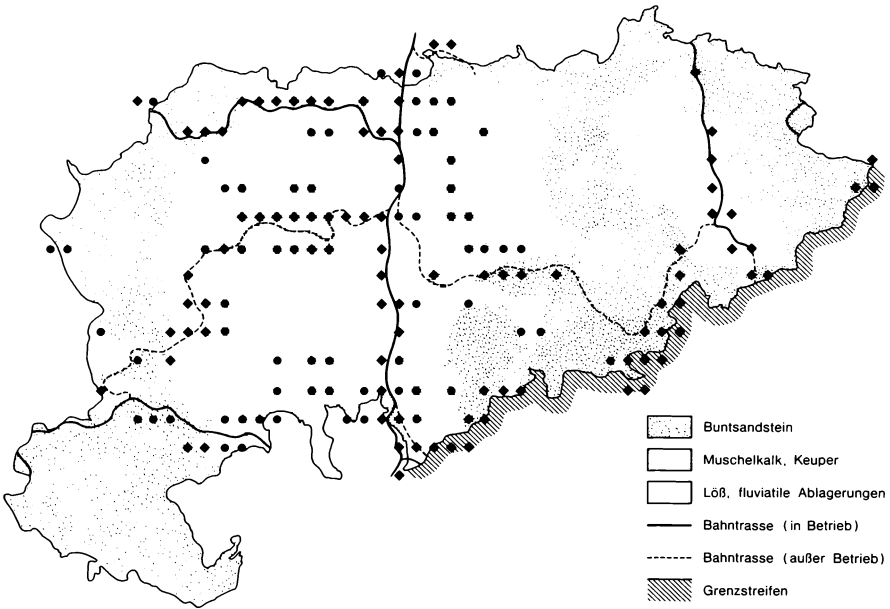 Buntsandstein
Muschelkalk, Keuper
Löß, fluviatile Ablagerungen
Bahntrasse (in Betrieb)
Bahntrasse (außer Betrieb)
Grenzstreifen